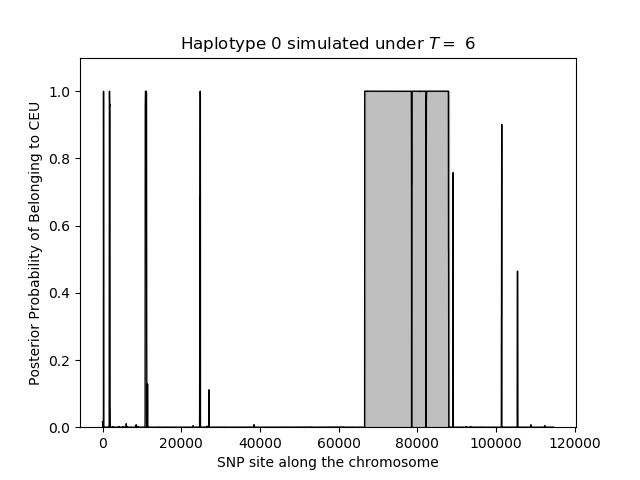 Haplotype 0 simulated under T = 6
Posterior Probability of Belonging to CEU
1.0
0.8
0.6
0.4
0.2
0.0
0 20000 40000 60000 80000 100000 120000
SNP site along the chromosome